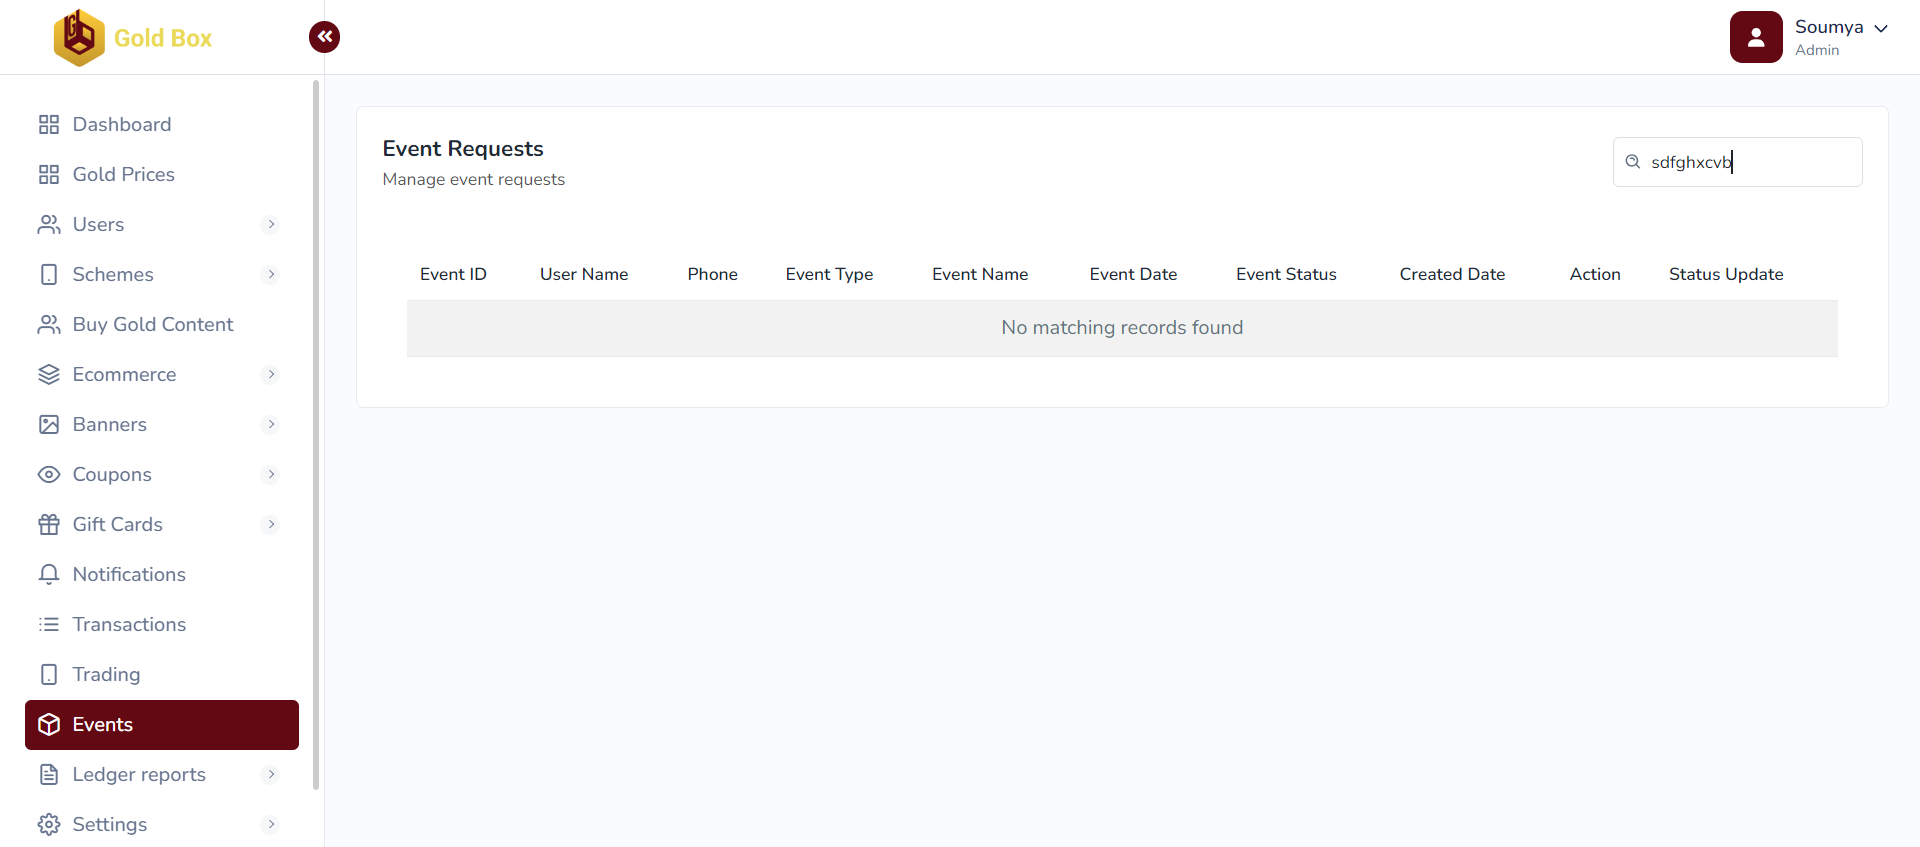 Gold Box
Soumya
Admin
Dashboard
Gold Prices
Users
Schemes
Buy Gold Content
Ecommerce
Banners
Coupons
Gift Cards
Notifications
Transactions
Trading
Events
Ledger reports
Settings
Event Requests
Manage event requests
sdfghxcvb
Event ID User Name Phone Event Type Event Name Event Date Event Status Created Date Action Status Update
No matching records found